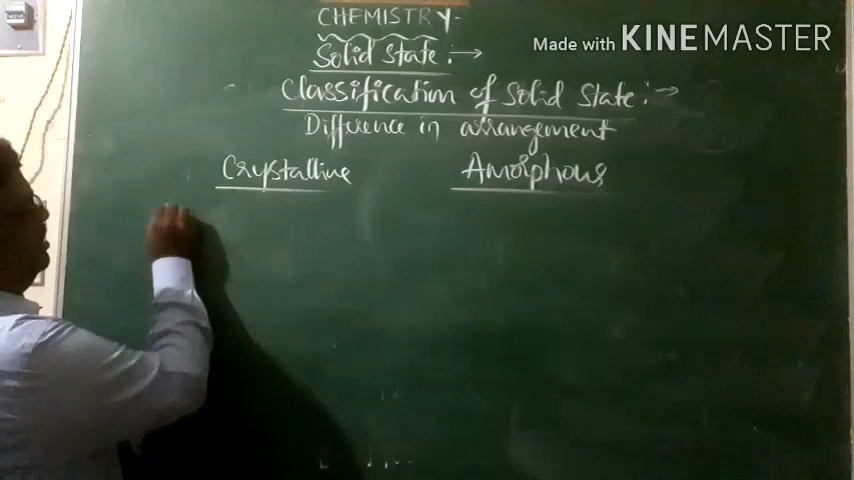 CHEMISTRY-
Made with KINEMASTER
Solid State :→
Classification of Solid State :→
Difference in arrangement
Crystalline Amorphous